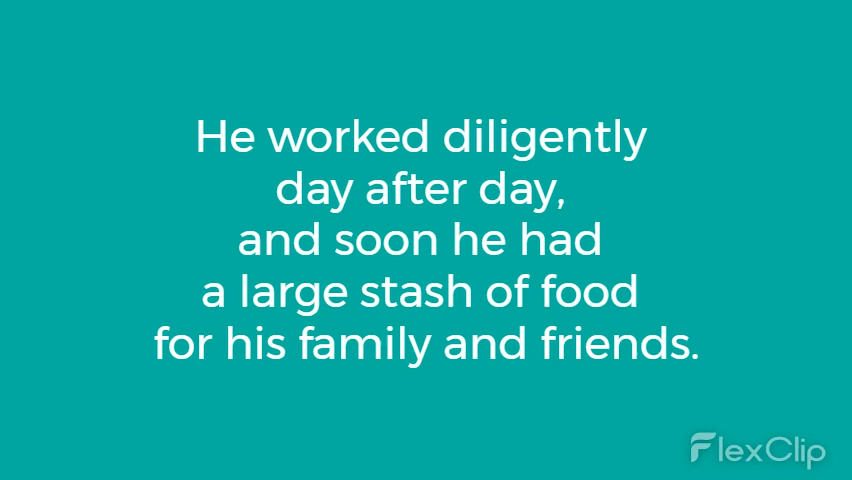 He worked diligently
day after day,
and soon he had
a large stash of food
for his family and friends.
FlexClip